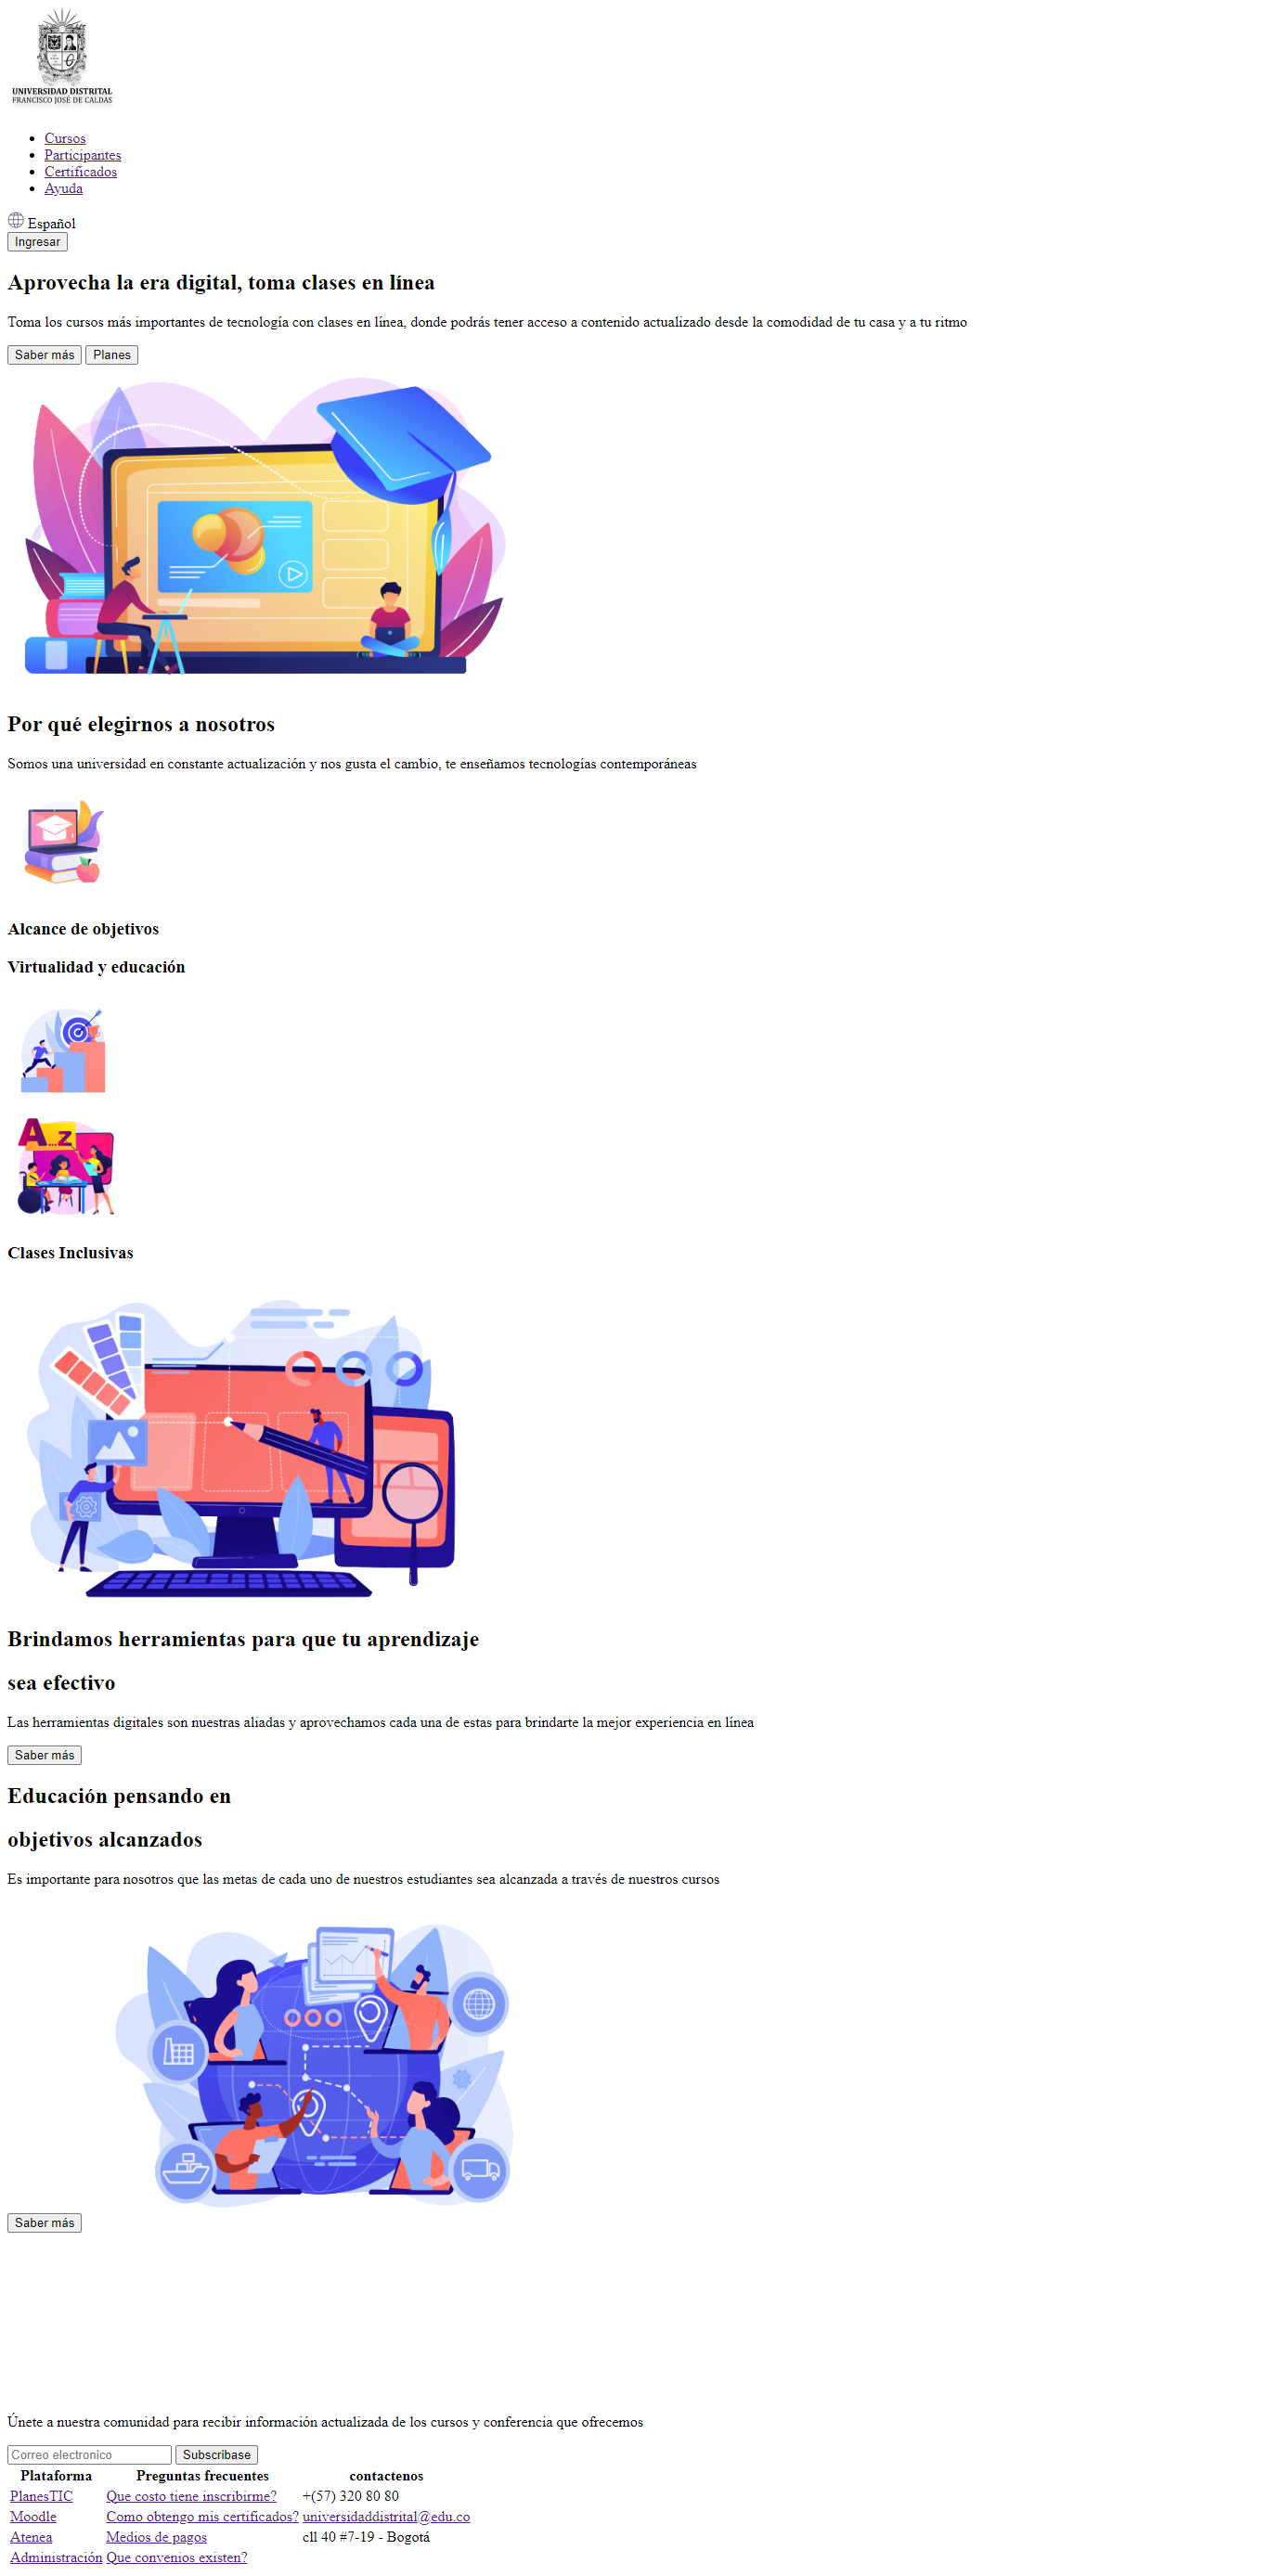 UNIVERSIDAD DISTRITAL
FRANCISCO JOSÉ DE CALDAS
Cursos
Participantes
Certificados
Ayuda
Español
Ingresar
Aprovecha la era digital, toma clases en línea
Toma los cursos más importantes de tecnología con clases en línea, donde podrás tener acceso a contenido actualizado desde la comodidad de tu casa y a tu ritmo
Saber más Planes
Por qué elegirnos a nosotros
Somos una universidad en constante actualización y nos gusta el cambio, te enseñamos tecnologías contemporáneas
Alcance de objetivos
Virtualidad y educación
A...Z
Clases Inclusivas
Brindamos herramientas para que tu aprendizaje
sea efectivo
Las herramientas digitales son nuestras aliadas y aprovechamos cada una de estas para brindarte la mejor experiencia en línea
Saber más
Educación pensando en
objetivos alcanzados
Es importante para nosotros que las metas de cada uno de nuestros estudiantes sea alcanzada a través de nuestros cursos
Saber más
Únete a nuestra comunidad para recibir información actualizada de los cursos y conferencia que ofrecemos
Correo electronico Subscribase
Plataforma Preguntas frecuentes contactenos
PlanesTIC Que costo tiene inscribirme? +(57) 320 80 80
Moodle Como obtengo mis certificados? universidaddistrital@edu.co
Atenea Medios de pagos cll 40 #7-19 - Bogotá
Administración Que convenios existen?